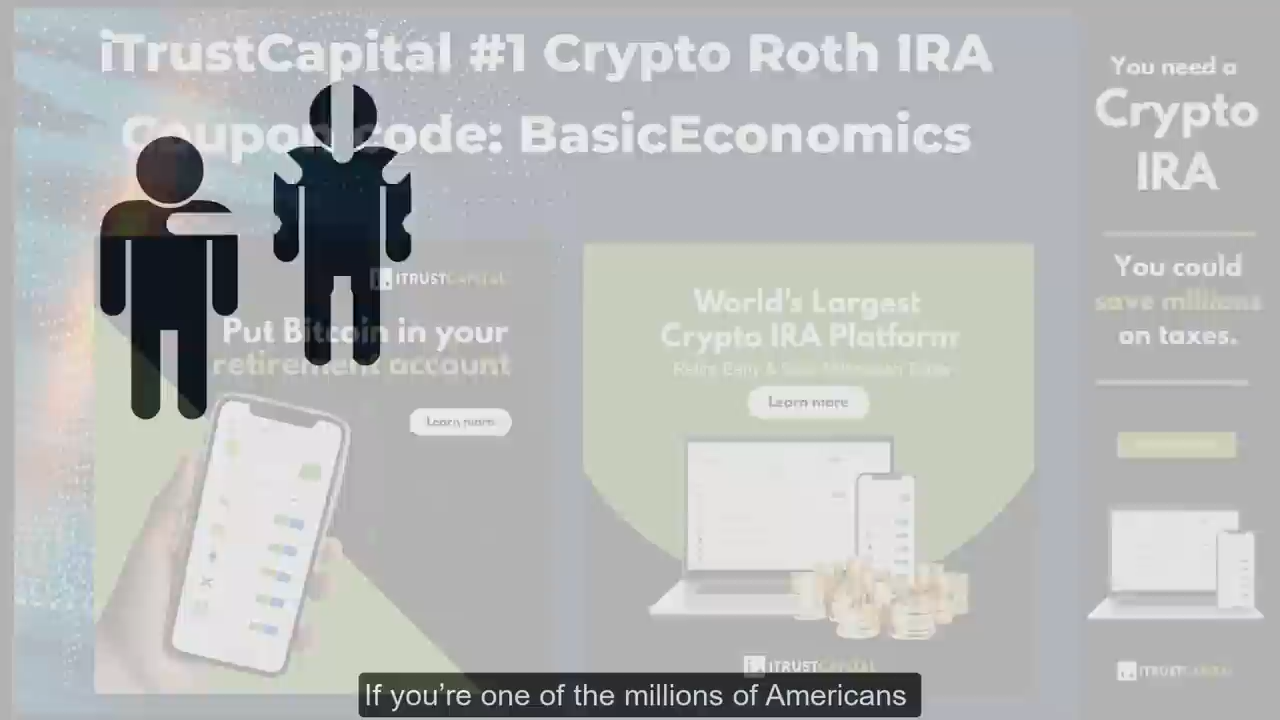 iTrustCapital #1 Crypto Roth IRA
Coupon code: BasicEconomics
ITRUSTCAPITAL
Put Bitcoin in your
retirement account
Learn more
World's Largest
Crypto IRA Platform
Learn more
ITRUSTCAPITAL
You need a
Crypto
IRA
You could
save millions
on taxes.
ITRUSTCAPITAL
If you're one of the millions of Americans